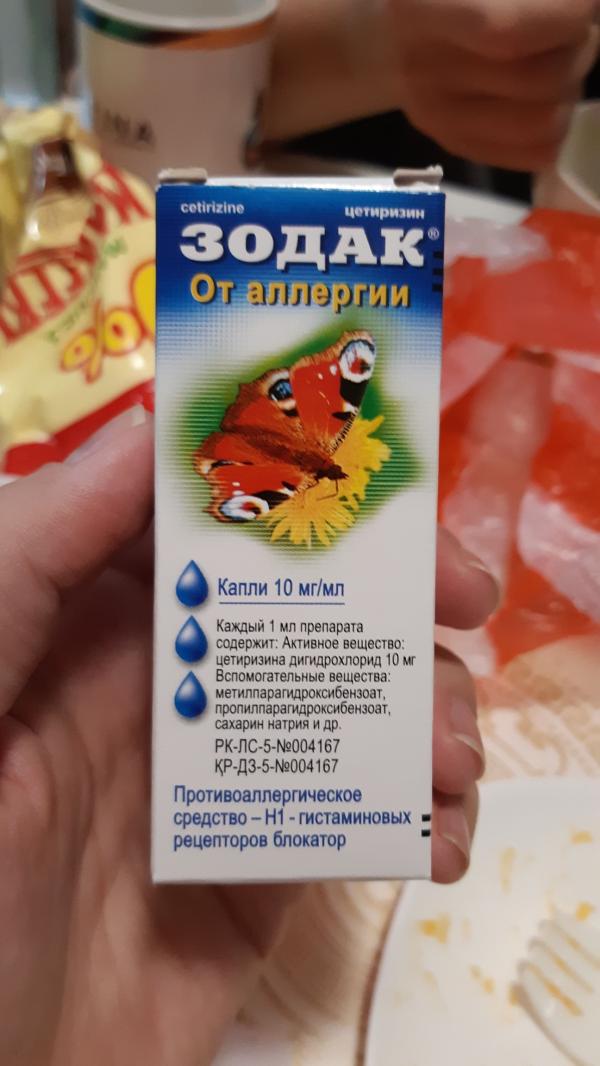 cetirizine
цетиризин
ЗОДАК®
От аллергии
Капли 10 мг/мл
Каждый 1 мл препарата
содержит: Активное вещество:
цетиризина дигидрохлорид 10 мг
Вспомогательные вещества:
метилпарагидроксибензоат,
пропилпарагидроксибензоат,
сахарин натрия и др.
РК-ЛС-5-№004167
ҚР-ДЗ-5-№004167
Противоаллергическое
средство – Н1 - гистаминовых
рецепторов блокатор